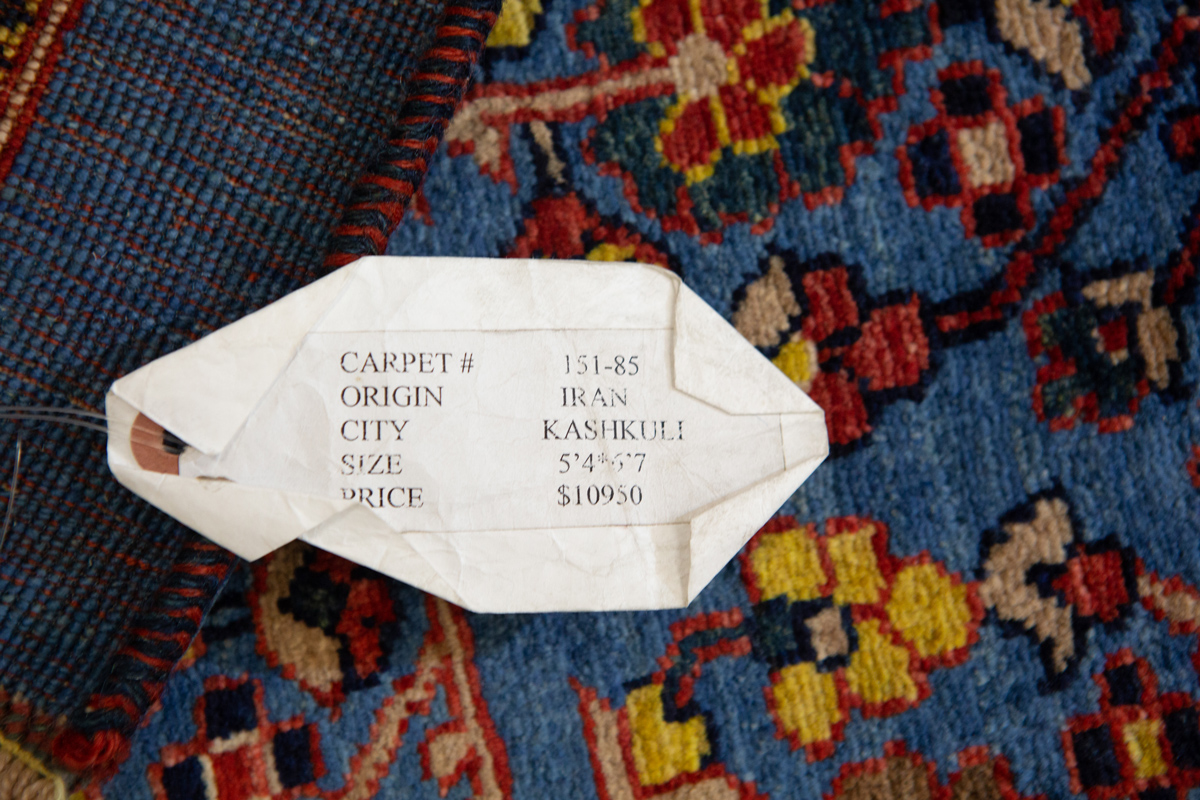 CARPET # 151-85
ORIGIN IRAN
CITY KASHKULI
SIZE 5'4*6'7
PRICE $10950